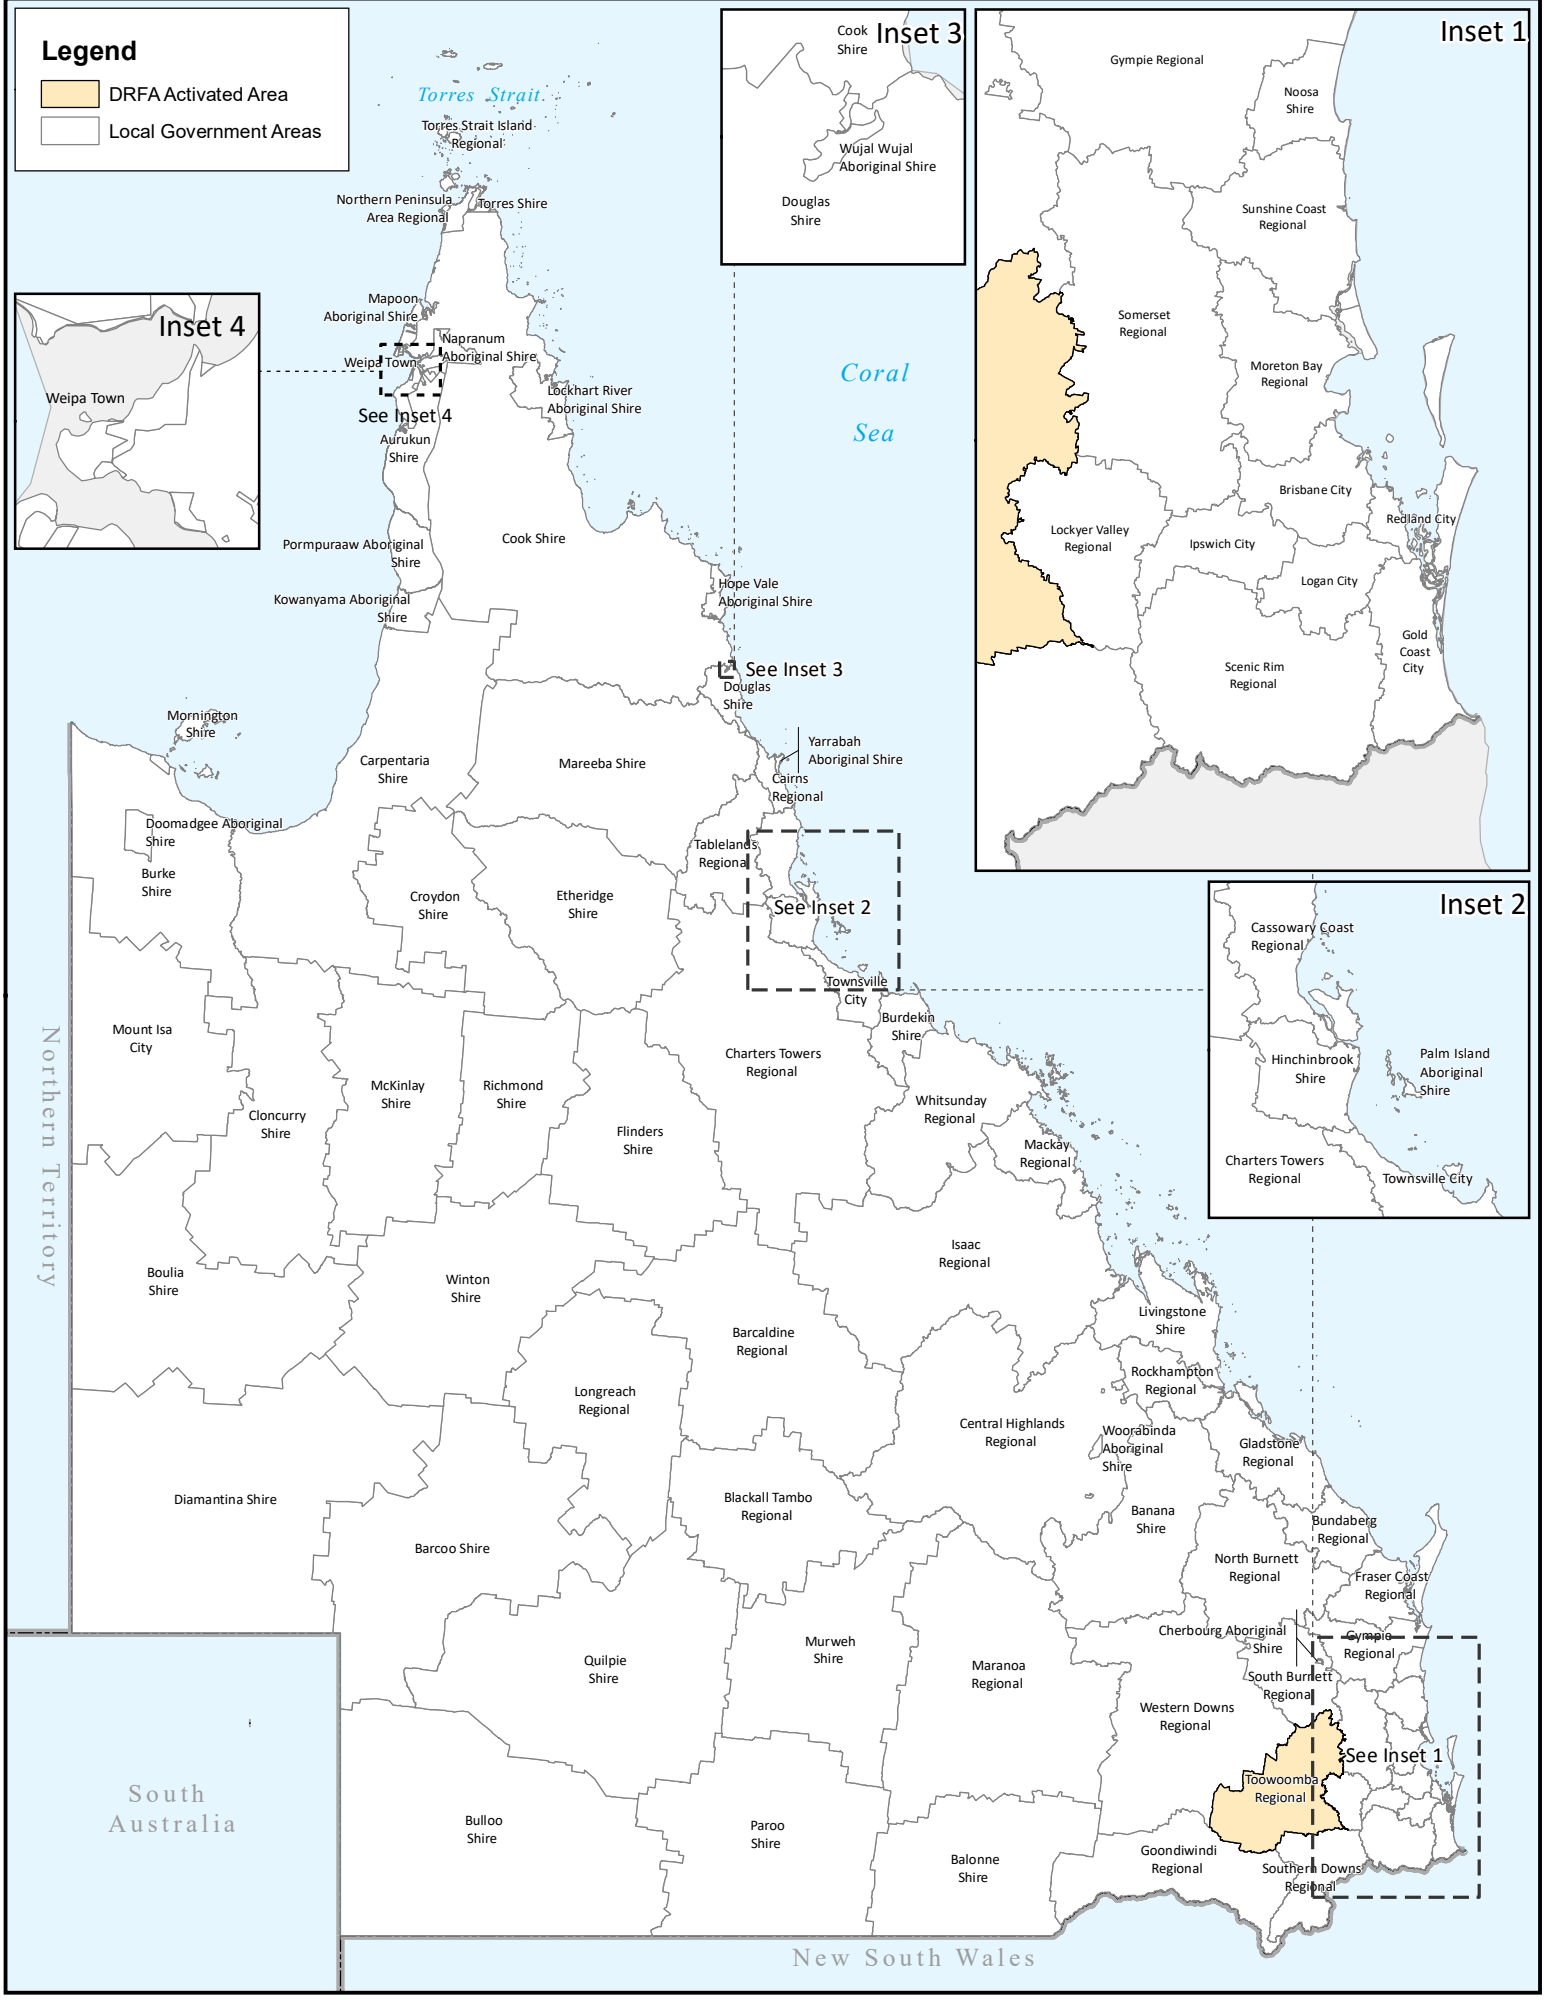 Legend
DRFA Activated Area
Local Government Areas
Inset 3
Cook
Shire
Wujal Wujal
Aboriginal Shire
Douglas
Shire
Inset 1
Gympie Regional
Noosa
Shire
Sunshine Coast
Regional
Somerset
Regional
Moreton Bay
Regional
Brisbane City
Redland City
Lockyer Valley
Regional
Ipswich City
Logan City
Gold
Coast
City
Scenic Rim
Regional
Inset 4
Weipa Town
Inset 2
Cassowary Coast
Regional
Hinchinbrook
Shire
Palm Island
Aboriginal
Shire
Charters Towers
Regional
Townsville City
Torres Strait
Torres Strait Island
Regional
Northern Peninsula
Area Regional
Torres Shire
Mapoon
Aboriginal Shire
Napranum
Aboriginal Shire
Weipa Town
See Inset 4
Lockhart River
Aboriginal Shire
Aurukun
Shire
Coral
Sea
Cook Shire
Pormpuraaw Aboriginal
Shire
Hope Vale
Aboriginal Shire
Kowanyama Aboriginal
Shire
See Inset 3
Douglas
Shire
Mornington
Shire
Carpentaria
Shire
Mareeba Shire
Yarrabah
Aboriginal Shire
Cairns
Regional
Doomadgee Aboriginal
Shire
Burke
Shire
Tablelands
Regional
Croydon
Shire
Etheridge
Shire
See Inset 2
Townsville
City
Burdekin
Shire
Mount Isa
City
Charters Towers
Regional
McKinlay
Shire
Richmond
Shire
Cloncurry
Shire
Flinders
Shire
Whitsunday
Regional
Mackay
Regional
Northern Territory
Boulia
Shire
Winton
Shire
Isaac
Regional
Livingstone
Shire
Barcaldine
Regional
Rockhampton
Regional
Longreach
Regional
Central Highlands
Regional
Woorabinda
Aboriginal
Shire
Gladstone
Regional
Diamantina Shire
Blackall Tambo
Regional
Banana
Shire
Bundaberg
Regional
Barcoo Shire
North Burnett
Regional
Fraser Coast
Regional
Cherbourg Aboriginal
Shire
Gympie
Regional
Quilpie
Shire
Murweh
Shire
Maranoa
Regional
South Burnett
Regional
Western Downs
Regional
See Inset 1
Toowoomba
Regional
South
Australia
Bulloo
Shire
Paroo
Shire
Balonne
Shire
Goondiwindi
Regional
Southern Downs
Regional
New South Wales